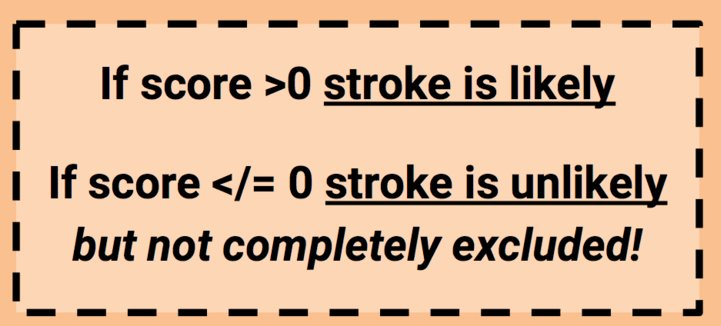 If score >0 stroke is likely
If score </= 0 stroke is unlikely
but not completely excluded!